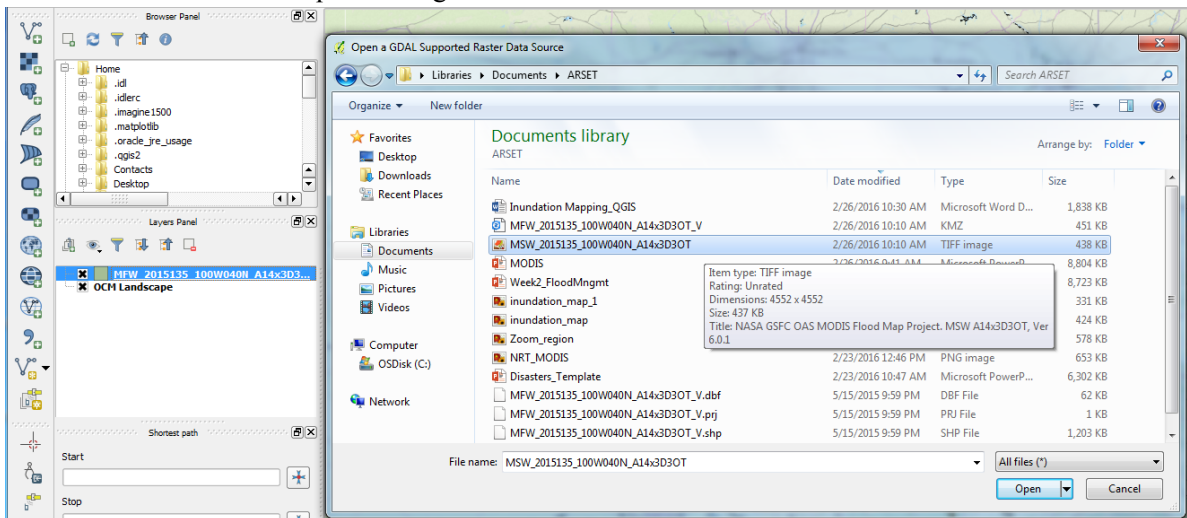 Browser Panel
Home
.idl
.idlerc
.imagine1500
.matplotlib
.oracle_jre_usage
.qgis2
Contacts
Desktop
Layers Panel
MFW_2015135_100W040N_A14x3D3...
OCM Landscape
Shortest path
Start
Stop
Open a GDAL Supported Raster Data Source
Libraries Documents ARSET
Search ARSET
Organize New folder
Favorites
Desktop
Downloads
Recent Places
Libraries
Documents
Music
Pictures
Videos
Computer
OSDisk (C:)
Network
Documents library
ARSET
Arrange by: Folder
Name Date modified Type Size
Inundation Mapping_QGIS 2/26/2016 10:30 AM Microsoft Word D... 1,838 KB
MFW_2015135_100W040N_A14x3D3OT_V 2/26/2016 10:10 AM KMZ 451 KB
MSW_2015135_100W040N_A14x3D3OT 2/26/2016 10:10 AM TIFF image 438 KB
MODIS 2/26/2016 9:41 AM Microsoft PowerP... 8,804 KB
Week2_FloodMngmt 8,723 KB
inundation_map_1 331 KB
inundation_map 424 KB
Zoom_region 578 KB
NRT_MODIS 2/23/2016 12:46 PM PNG image 653 KB
Disasters_Template 2/23/2016 10:47 AM Microsoft PowerP... 6,302 KB
MFW_2015135_100W040N_A14x3D3OT_V.dbf 5/15/2015 9:59 PM DBF File 62 KB
MFW_2015135_100W040N_A14x3D3OT_V.prj 5/15/2015 9:59 PM PRJ File 1 KB
MFW_2015135_100W040N_A14x3D3OT_V.shp 5/15/2015 9:59 PM SHP File 1,203 KB
Item type: TIFF image
Rating: Unrated
Dimensions: 4552 x 4552
Size: 437 KB
Title: NASA GSFC OAS MODIS Flood Map Project. MSW A14x3D3OT, Ver
6.0.1
File name: MSW_2015135_100W040N_A14x3D3OT
All files (*)
Open Cancel